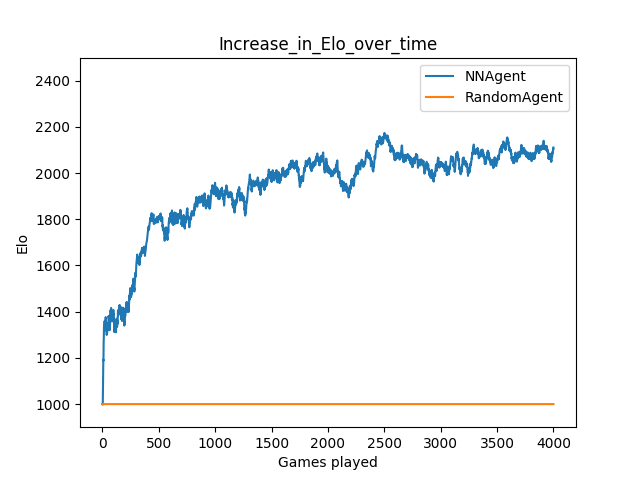 Increase_in_Elo_over_time
NNAgent
RandomAgent
2400
2200
2000
1800
1600
1400
1200
1000
Elo
0 500 1000 1500 2000 2500 3000 3500 4000
Games played